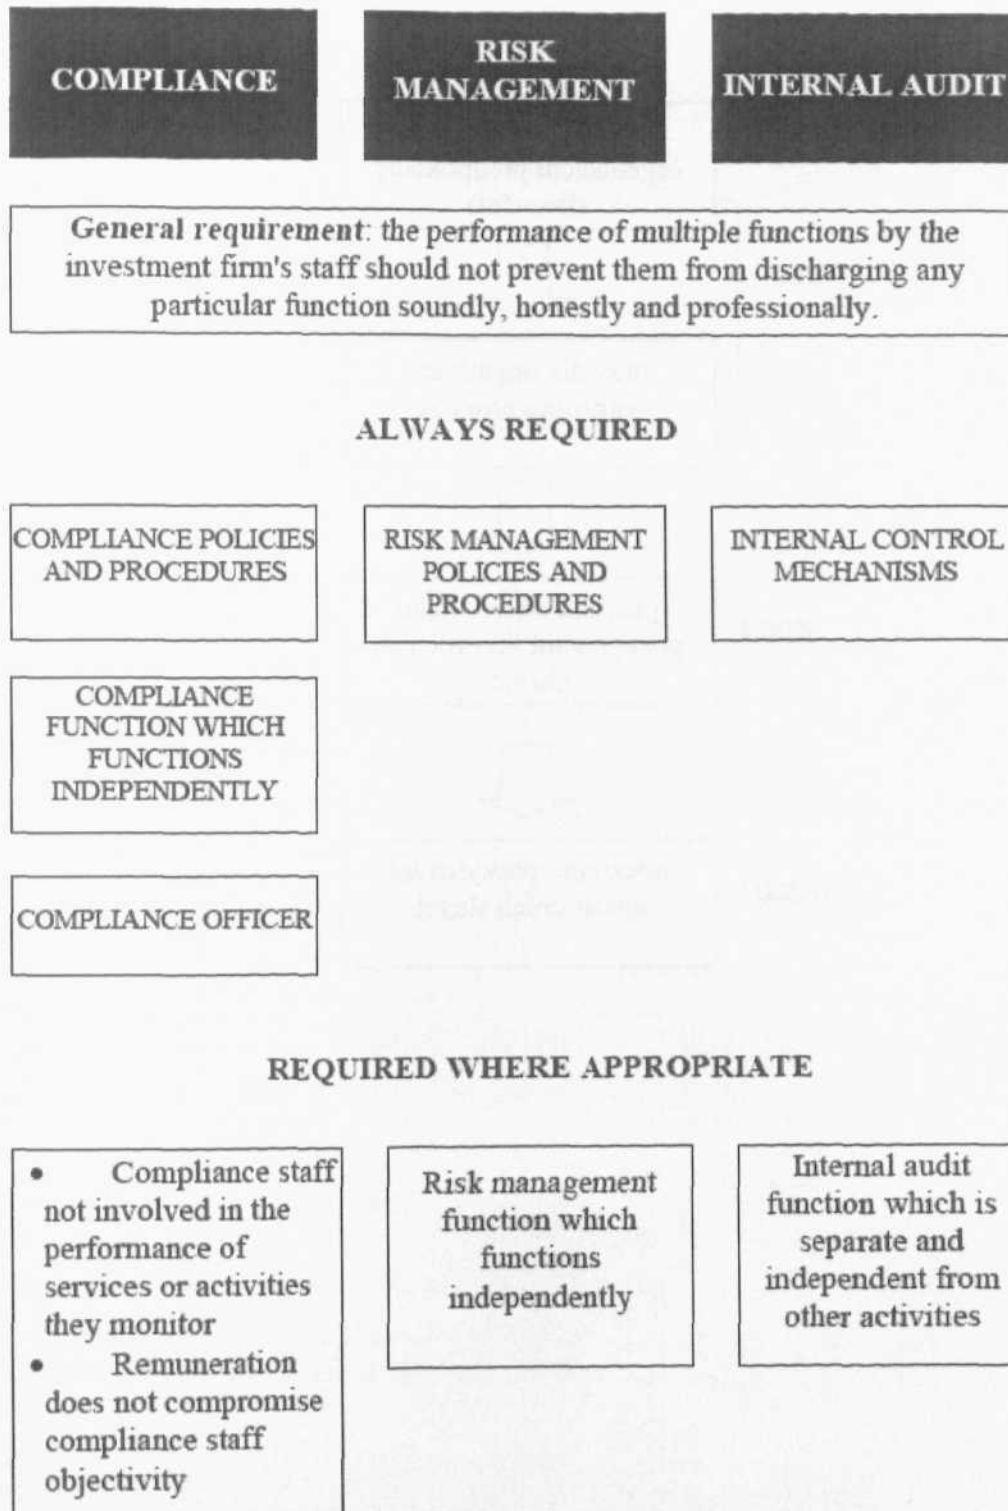 COMPLIANCE
RISK
MANAGEMENT
INTERNAL AUDIT
General requirement: the performance of multiple functions by the
investment firm's staff should not prevent them from discharging any
particular function soundly, honestly and professionally.
ALWAYS REQUIRED
COMPLIANCE POLICIES
AND PROCEDURES
RISK MANAGEMENT
POLICIES AND
PROCEDURES
INTERNAL CONTROL
MECHANISMS
COMPLIANCE
FUNCTION WHICH
FUNCTIONS
INDEPENDENTLY
COMPLIANCE OFFICER
REQUIRED WHERE APPROPRIATE
• Compliance staff
not involved in the
performance of
services or activities
they monitor
• Remuneration
does not compromise
compliance staff
objectivity
Risk management
function which
functions
independently
Internal audit
function which is
separate and
independent from
other activities